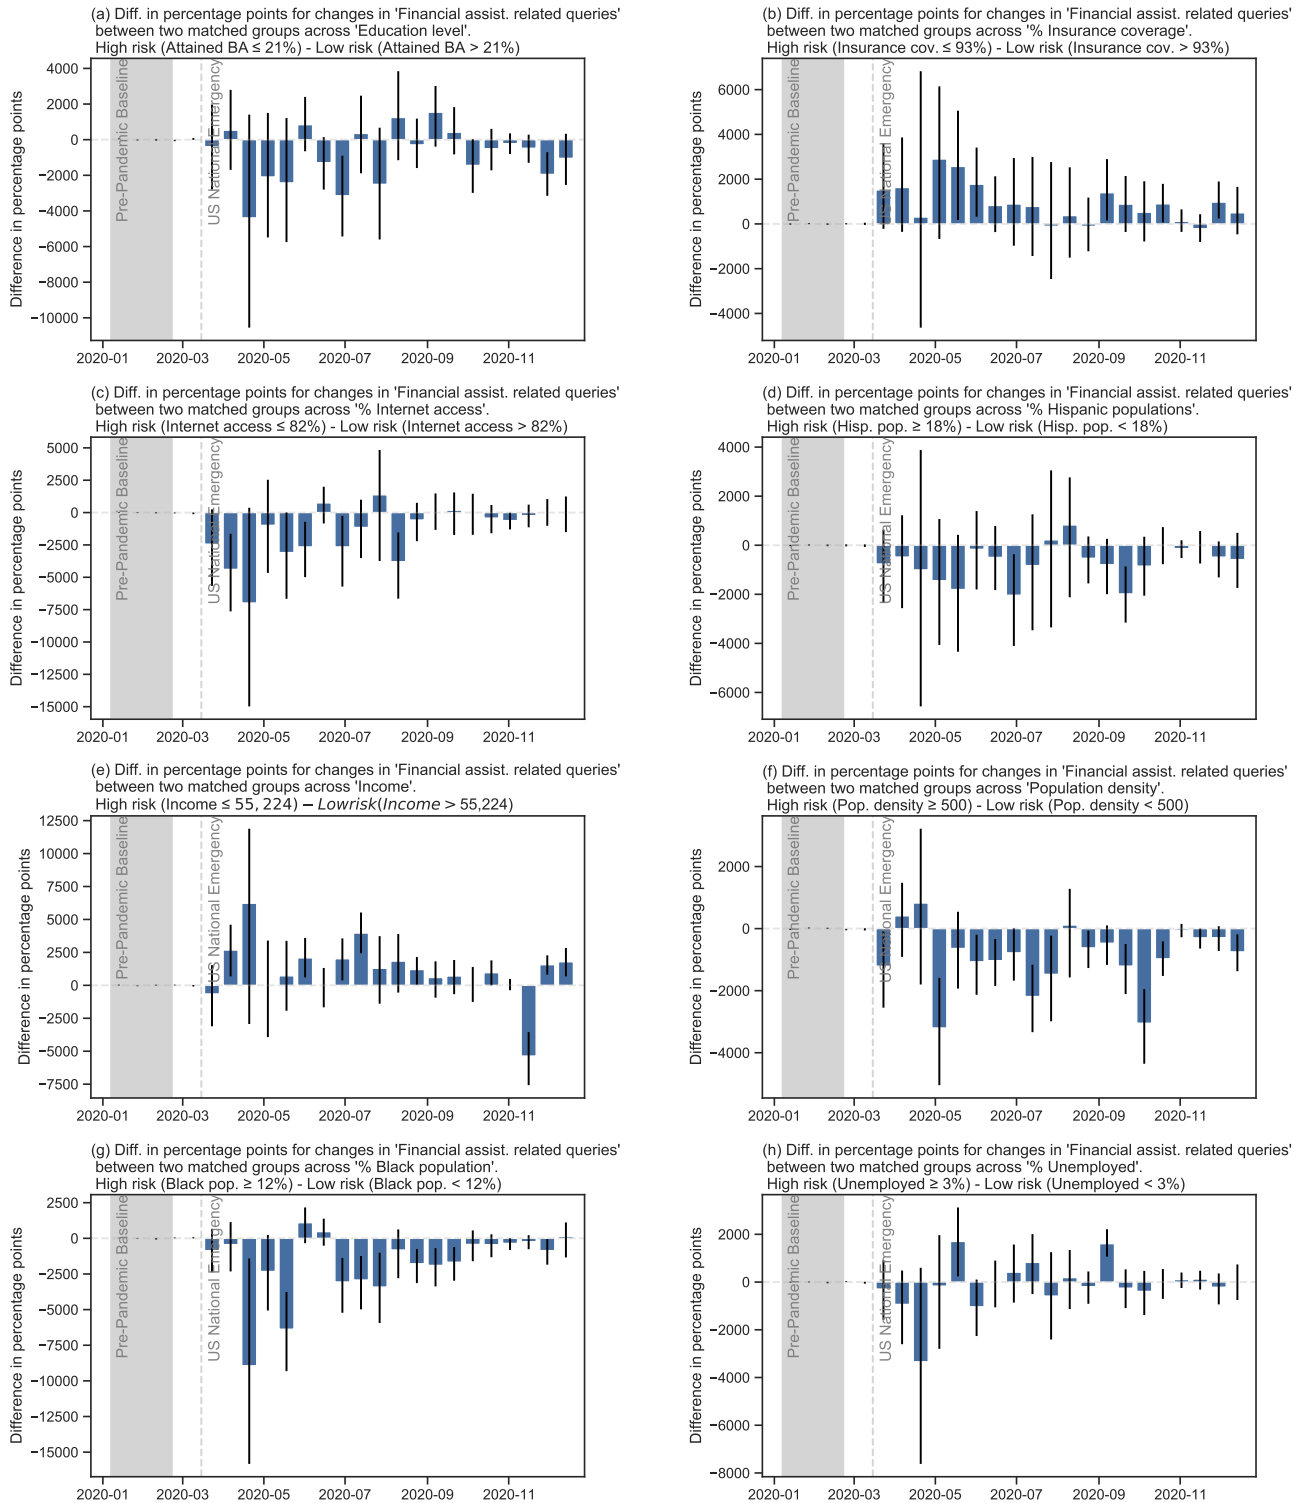 (a) Diff. in percentage points for changes in 'Financial assist. related queries'
between two matched groups across 'Education level'.
High risk (Attained BA ≤ 21%) - Low risk (Attained BA > 21%)
Difference in percentage points
4000
2000
0
−2000
−4000
−6000
−8000
−10000
Pre-Pandemic Baseline
US National Emergency
2020-01
2020-03
2020-05
2020-07
2020-09
2020-11
(b) Diff. in percentage points for changes in 'Financial assist. related queries'
between two matched groups across '% Insurance coverage'.
High risk (Insurance cov. ≤ 93%) - Low risk (Insurance cov. > 93%)
Difference in percentage points
6000
4000
2000
0
−2000
−4000
Pre-Pandemic Baseline
US National Emergency
2020-01
2020-03
2020-05
2020-07
2020-09
2020-11
(c) Diff. in percentage points for changes in 'Financial assist. related queries'
between two matched groups across '% Internet access'.
High risk (Internet access ≤ 82%) - Low risk (Internet access > 82%)
Difference in percentage points
5000
2500
0
−2500
−5000
−7500
−10000
−12500
−15000
Pre-Pandemic Baseline
US National Emergency
2020-01
2020-03
2020-05
2020-07
2020-09
2020-11
(d) Diff. in percentage points for changes in 'Financial assist. related queries'
between two matched groups across '% Hispanic populations'.
High risk (Hisp. pop. ≥ 18%) - Low risk (Hisp. pop. < 18%)
Difference in percentage points
4000
2000
0
−2000
−4000
−6000
Pre-Pandemic Baseline
US National Emergency
2020-01
2020-03
2020-05
2020-07
2020-09
2020-11
(e) Diff. in percentage points for changes in 'Financial assist. related queries'
between two matched groups across 'Income'.
High risk (Income ≤ 55, 224) − Lowrisk(Income > 55,224)
Difference in percentage points
12500
10000
7500
5000
2500
0
−2500
−5000
−7500
Pre-Pandemic Baseline
US National Emergency
2020-01
2020-03
2020-05
2020-07
2020-09
2020-11
(f) Diff. in percentage points for changes in 'Financial assist. related queries'
between two matched groups across 'Population density'.
High risk (Pop. density ≥ 500) - Low risk (Pop. density < 500)
Difference in percentage points
2000
0
−2000
−4000
Pre-Pandemic Baseline
US National Emergency
2020-01
2020-03
2020-05
2020-07
2020-09
2020-11
(g) Diff. in percentage points for changes in 'Financial assist. related queries'
between two matched groups across '% Black population'.
High risk (Black pop. ≥ 12%) - Low risk (Black pop. < 12%)
Difference in percentage points
2500
0
−2500
−5000
−7500
−10000
−12500
−15000
Pre-Pandemic Baseline
US National Emergency
2020-01
2020-03
2020-05
2020-07
2020-09
2020-11
(h) Diff. in percentage points for changes in 'Financial assist. related queries'
between two matched groups across '% Unemployed'.
High risk (Unemployed ≥ 3%) - Low risk (Unemployed < 3%)
Difference in percentage points
2000
0
−2000
−4000
−6000
−8000
Pre-Pandemic Baseline
US National Emergency
2020-01
2020-03
2020-05
2020-07
2020-09
2020-11